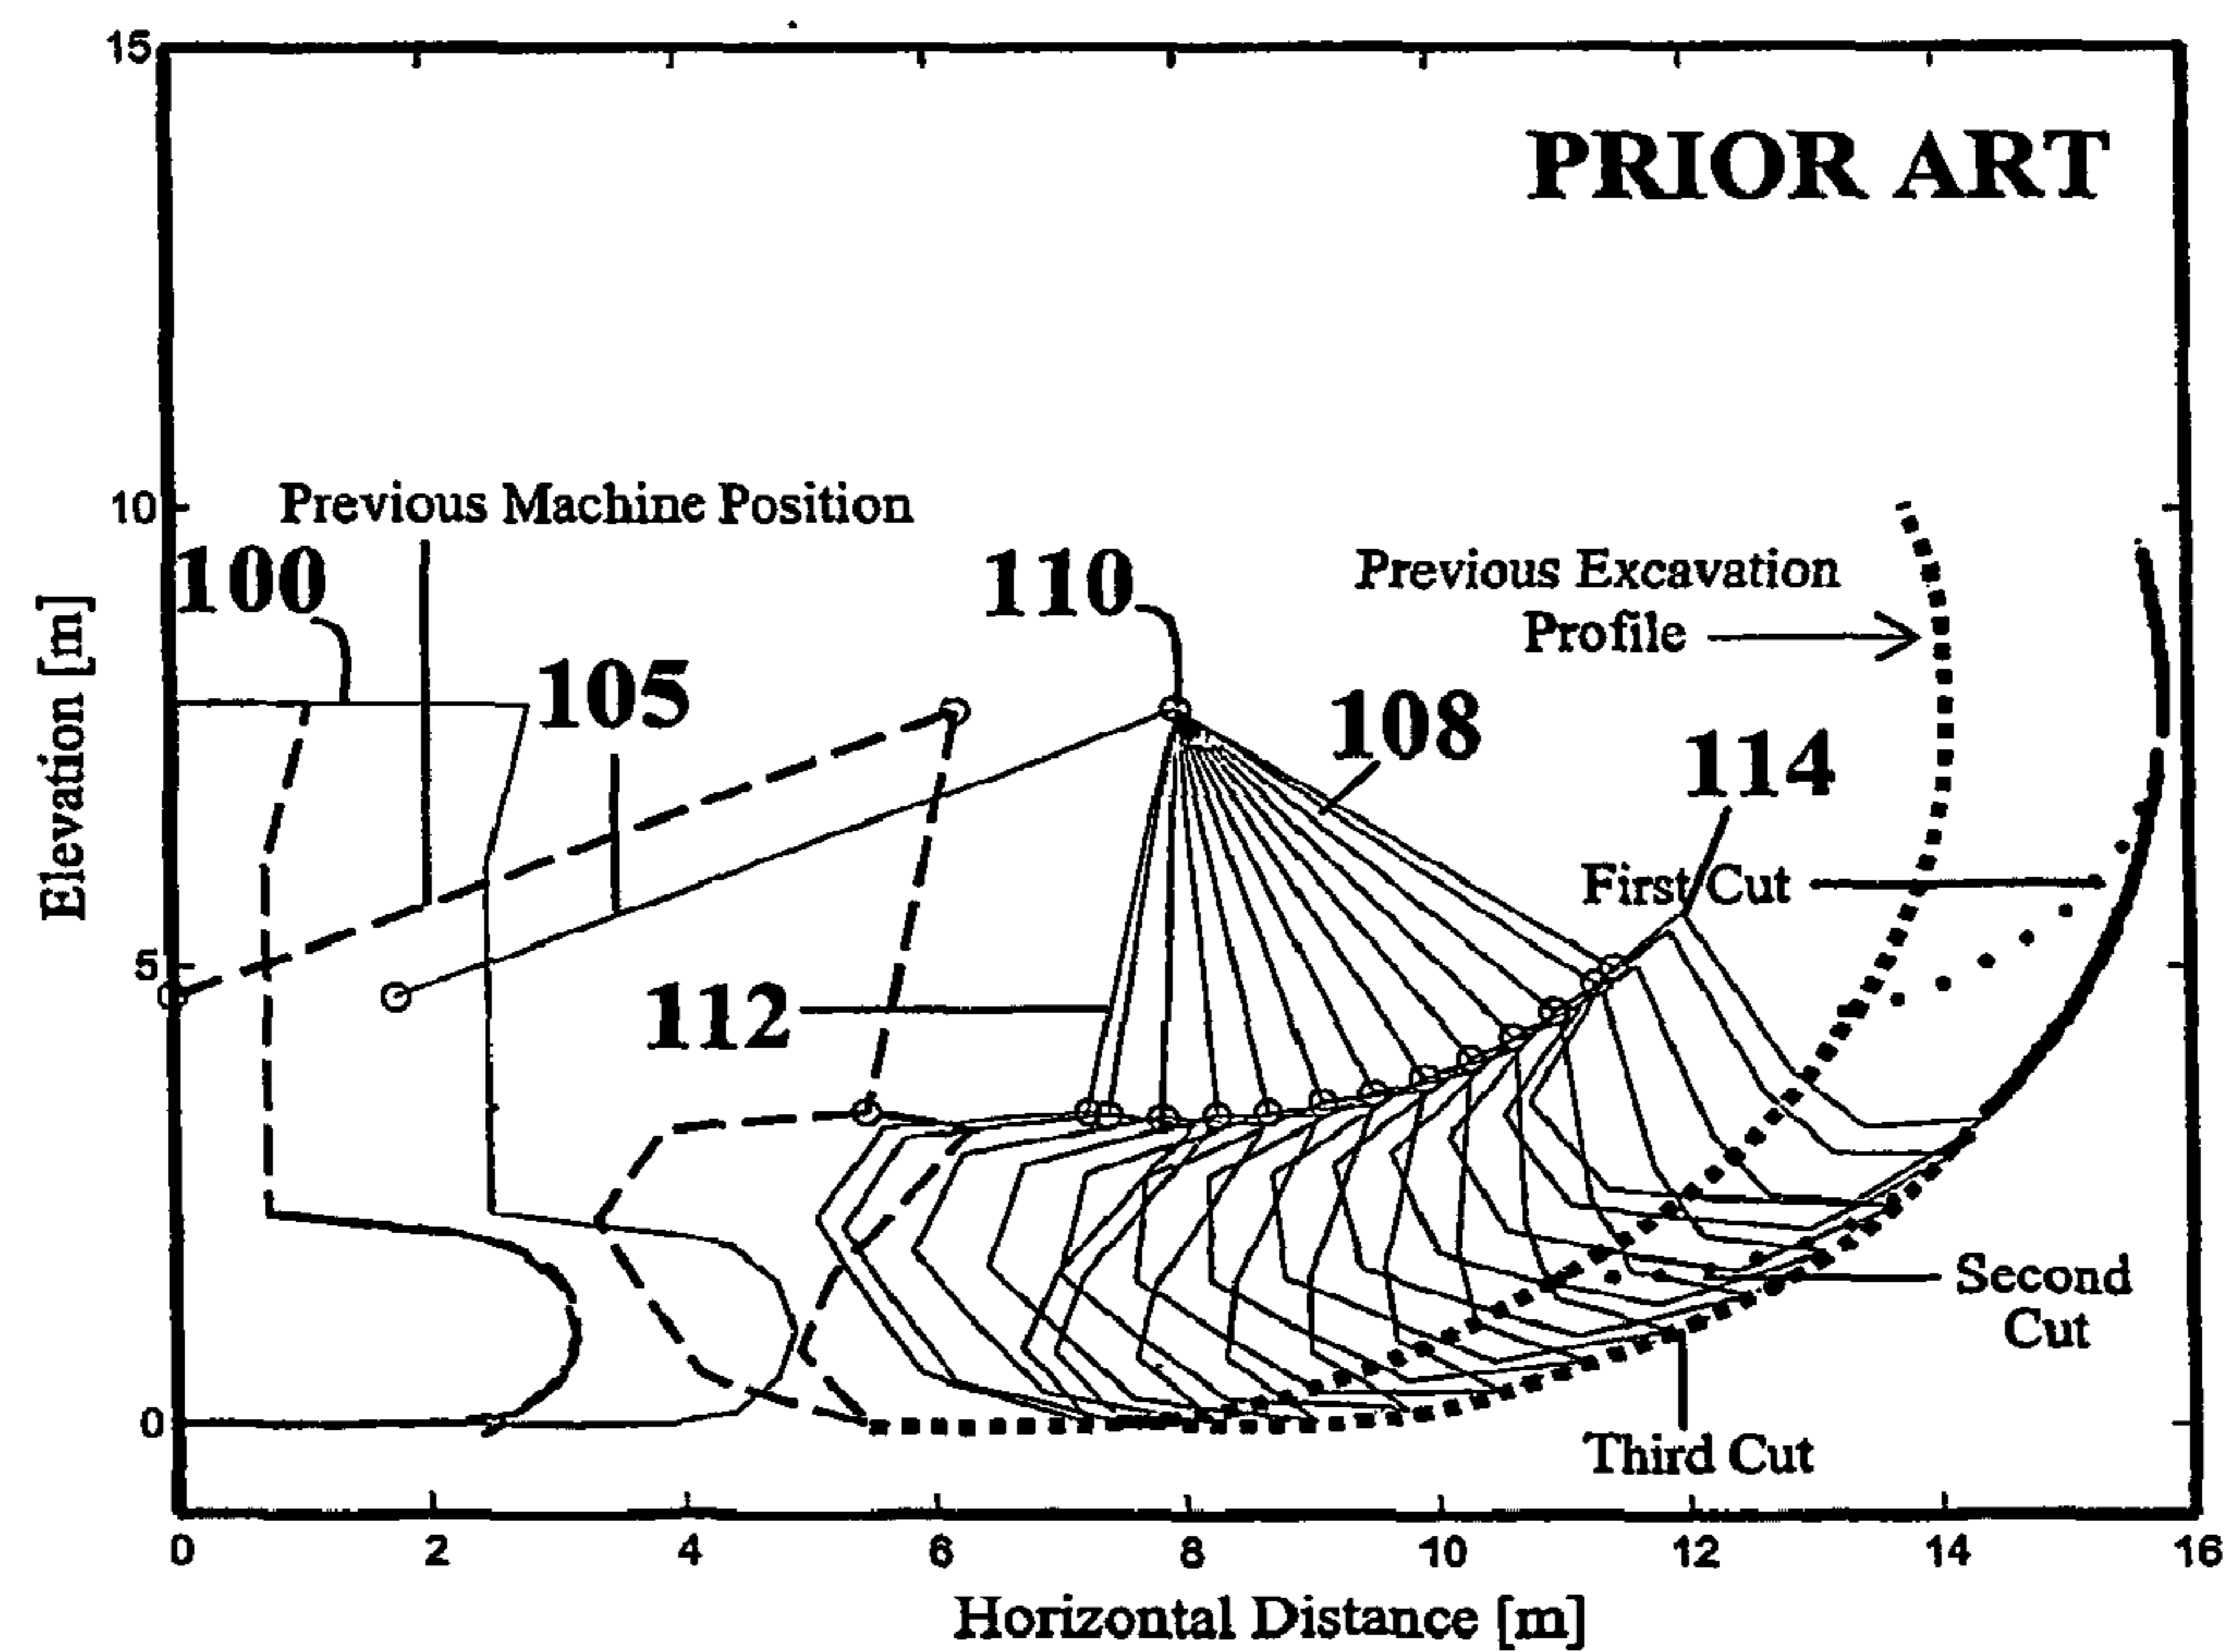 15
PRIOR ART
10
Previous Machine Position
100
110
Previous Excavation
Profile
105
108
114
Elevation [m]
First Cut
5
112
Second
Cut
0
Third Cut
0 2 4 6 8 10 12 14 16
Horizontal Distance [m]